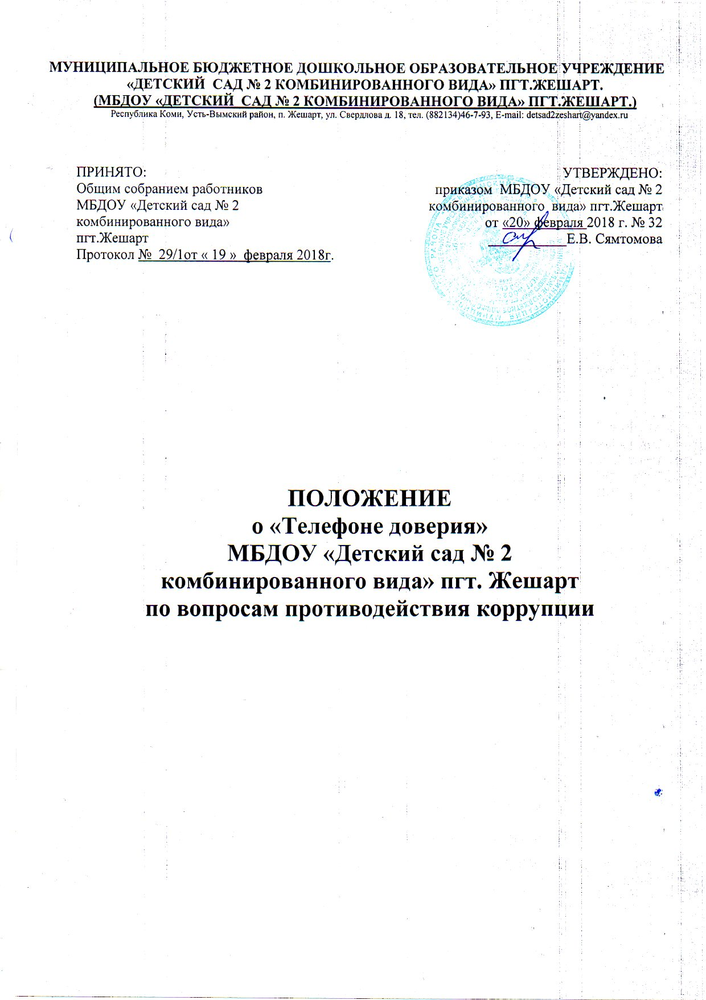 МУНИЦИПАЛЬНОЕ БЮДЖЕТНОЕ ДОШКОЛЬНОЕ ОБРАЗОВАТЕЛЬНОЕ УЧРЕЖДЕНИЕ
«ДЕТСКИЙ САД № 2 КОМБИНИРОВАННОГО ВИДА» ПГТ.ЖЕШАРТ.
(МБДОУ «ДЕТСКИЙ САД № 2 КОМБИНИРОВАННОГО ВИДА» ПГТ.ЖЕШАРТ.)
Республика Коми, Усть-Вымский район, п. Жешарт, ул. Свердлова д. 18, тел. (882134)46-7-93, E-mail: detsad2zeshart@yandex.ru
ПРИНЯТО:
Общим собранием работников
МБДОУ «Детский сад № 2
комбинированного вида»
пгт.Жешарт
Протокол № 29/1от « 19 » февраля 2018г.
УТВЕРЖДЕНО:
приказом МБДОУ «Детский сад № 2
комбинированного вида» пгт.Жешарт
от «20» февраля 2018 г. № 32
Е.В. Сямтомова
ПОЛОЖЕНИЕ
о «Телефоне доверия»
МБДОУ «Детский сад № 2
комбинированного вида» пгт. Жешарт
по вопросам противодействия коррупции